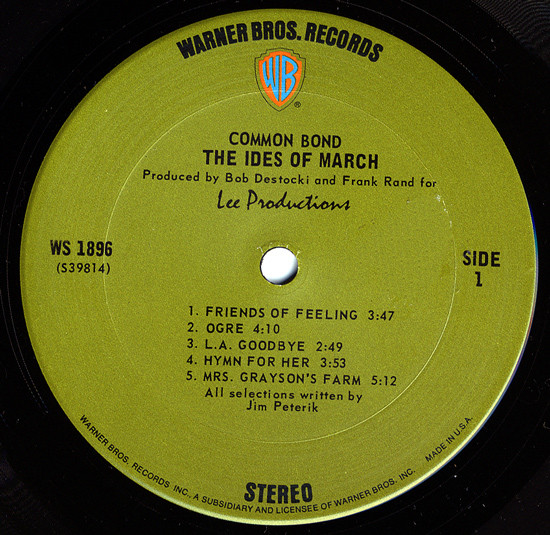 WARNER BROS. RECORDS
WB
®
COMMON BOND
THE IDES OF MARCH
Produced by Bob Destocki and Frank Rand for
Lee Productions
WS 1896
(S39814)
SIDE
1
1. FRIENDS OF FEELING 3:47
2. OGRE 4:10
3. L.A. GOODBYE 2:49
4. HYMN FOR HER 3:53
5. MRS. GRAYSON'S FARM 5:12
All selections written by
Jim Peterik
STEREO
WARNER BROS. RECORDS INC., A SUBSIDIARY AND LICENSEE OF WARNER BROS. INC. MADE IN U.S.A.